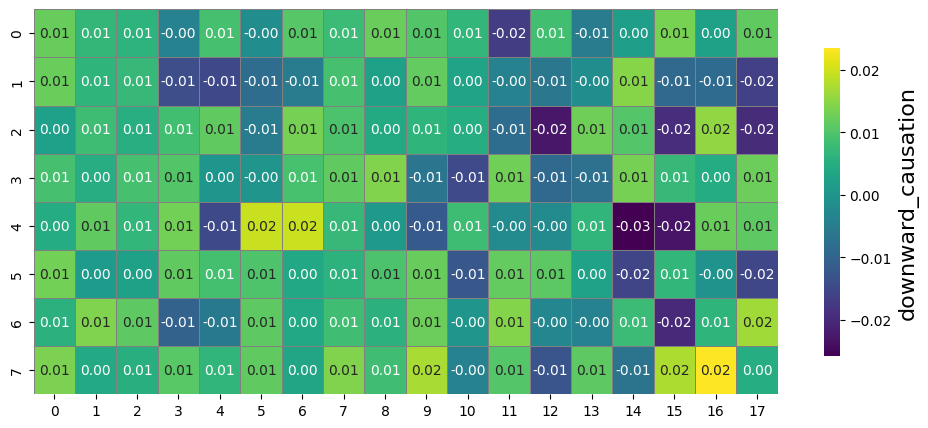 0 0.01 0.01 0.01 -0.00 0.01 -0.00 0.01 0.01 0.01 0.01 0.01 -0.02 0.01 -0.01 0.00 0.01 0.00 0.01
1 0.01 0.01 0.01 -0.01 -0.01 -0.01 -0.01 0.01 0.00 0.01 0.00 -0.00 -0.01 -0.00 0.01 -0.01 -0.01 -0.02
2 0.00 0.01 0.01 0.01 0.01 -0.01 0.01 0.01 0.00 0.01 0.00 -0.01 -0.02 0.01 0.01 -0.02 0.02 -0.02
3 0.01 0.00 0.01 0.01 0.00 -0.00 0.01 0.01 0.01 -0.01 -0.01 0.01 -0.01 -0.01 0.01 0.01 0.00 0.01
4 0.00 0.01 0.01 0.01 -0.01 0.02 0.02 0.01 0.00 -0.01 0.01 -0.00 -0.00 0.01 -0.03 -0.02 0.01 0.01
5 0.01 0.00 0.00 0.01 0.01 0.01 0.00 0.01 0.01 0.01 -0.01 0.01 0.01 0.00 -0.02 0.01 -0.00 -0.02
6 0.01 0.01 0.01 -0.01 -0.01 0.01 0.00 0.01 0.01 0.01 -0.00 0.01 -0.00 -0.00 0.01 -0.02 0.01 0.02
7 0.01 0.00 0.01 0.01 0.01 0.01 0.00 0.01 0.01 0.02 -0.00 0.01 -0.01 0.01 -0.01 0.02 0.02 0.00
0 1 2 3 4 5 6 7 8 9 10 11 12 13 14 15 16 17
0.02
0.01
0.00
−0.01
−0.02
downward_causation